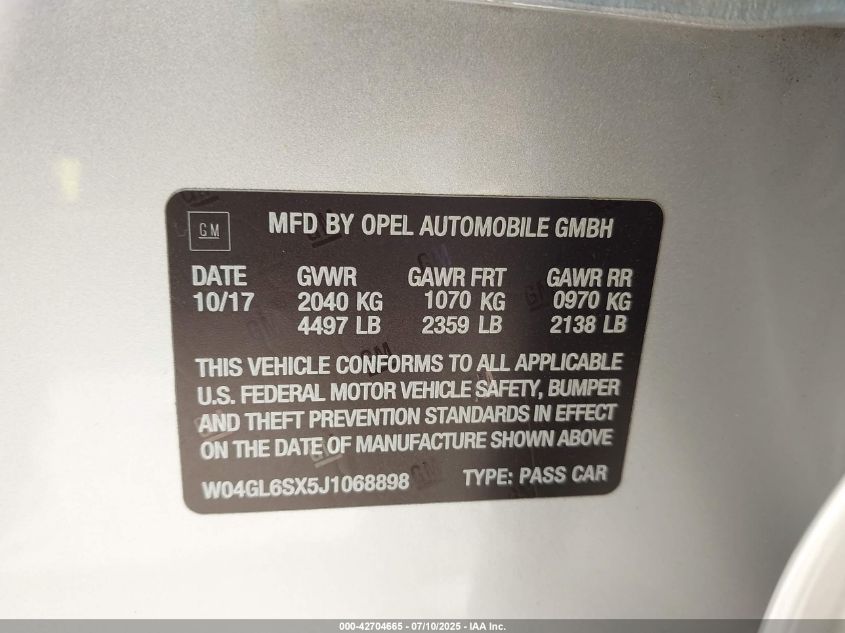 GM MFD BY OPEL AUTOMOBILE GMBH
DATE GVWR GAWR FRT GAWR RR
10/17 2040 KG 1070 KG 0970 KG
4497 LB 2359 LB 2138 LB
THIS VEHICLE CONFORMS TO ALL APPLICABLE
U.S. FEDERAL MOTOR VEHICLE SAFETY, BUMPER
AND THEFT PREVENTION STANDARDS IN EFFECT
ON THE DATE OF MANUFACTURE SHOWN ABOVE
W04GL6SX5J1068898 TYPE: PASS CAR
000-42704665 - 07/10/2025 - IAA Inc.